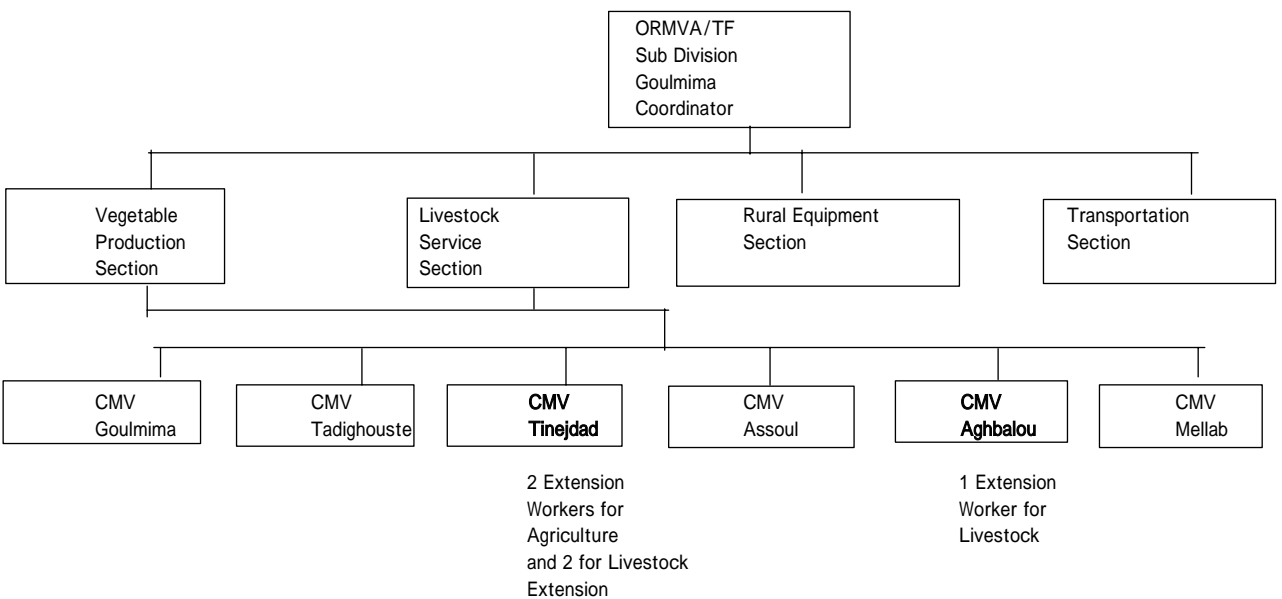 ORMVA/TF
Sub Division
Goulmima
Coordinator
Vegetable
Production
Section
Livestock
Service
Section
Rural Equipment
Section
Transportation
Section
CMV
Goulmima
CMV
Tadighouste
CMV
Tinejdad
CMV
Assoul
CMV
Aghbalou
CMV
Mellab
2 Extension
Workers for
Agriculture
and 2 for Livestock
Extension
1 Extension
Worker for
Livestock